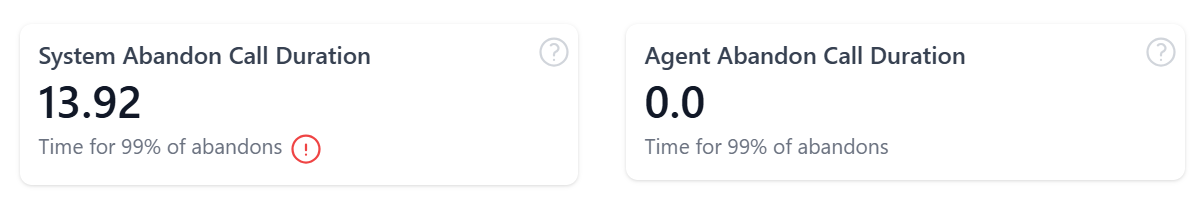 System Abandon Call Duration
?
13.92
Time for 99% of abandons !
Agent Abandon Call Duration
?
0.0
Time for 99% of abandons